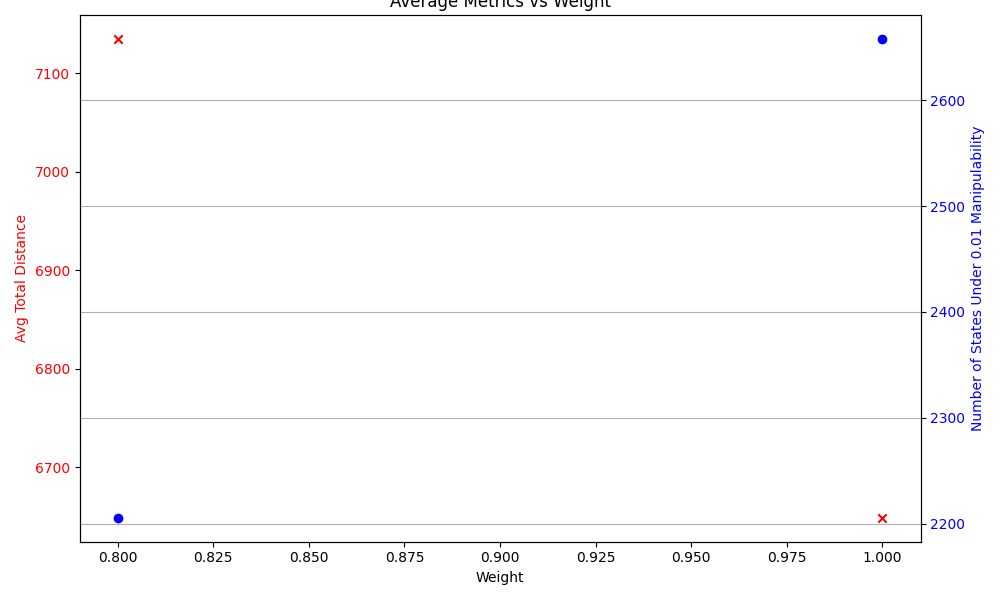 Average Metrics vs Weight
7100
7000
6900
6800
6700
Avg Total Distance
2600
2500
2400
2300
2200
Number of States Under 0.01 Manipulability
0.800 0.825 0.850 0.875 0.900 0.925 0.950 0.975 1.000
Weight